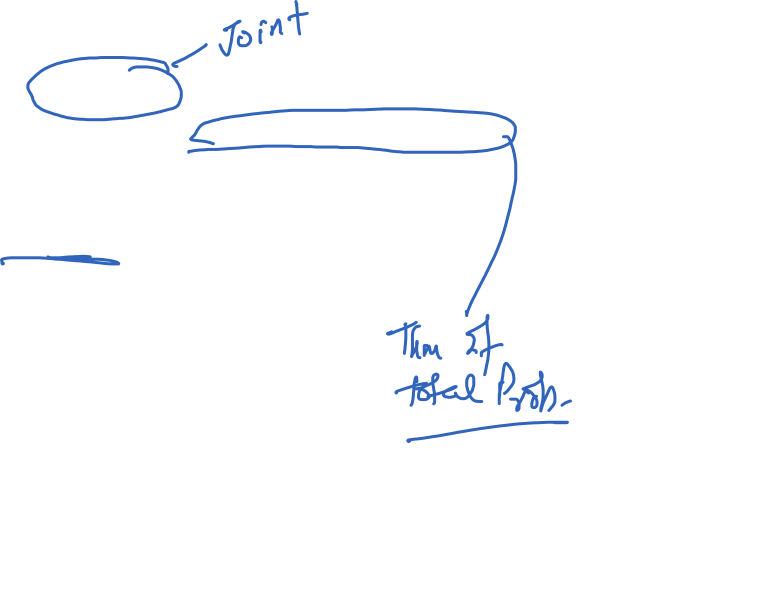 Joint
Thm of
total Prob.